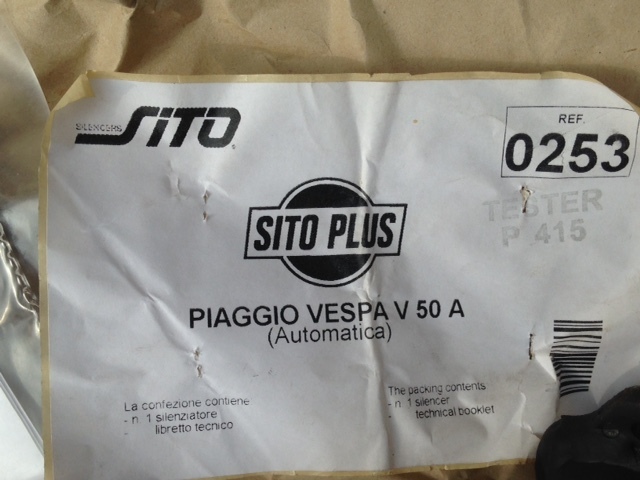 SILENCERS SITO
REF.
0253
SITO PLUS
TESTER
P 415
PIAGGIO VESPA V 50 A
(Automatica)
La confezione contiene
- n. 1 silenziatore
- libretto tecnico
The packing contents
- n. 1 silencer
technical booklet